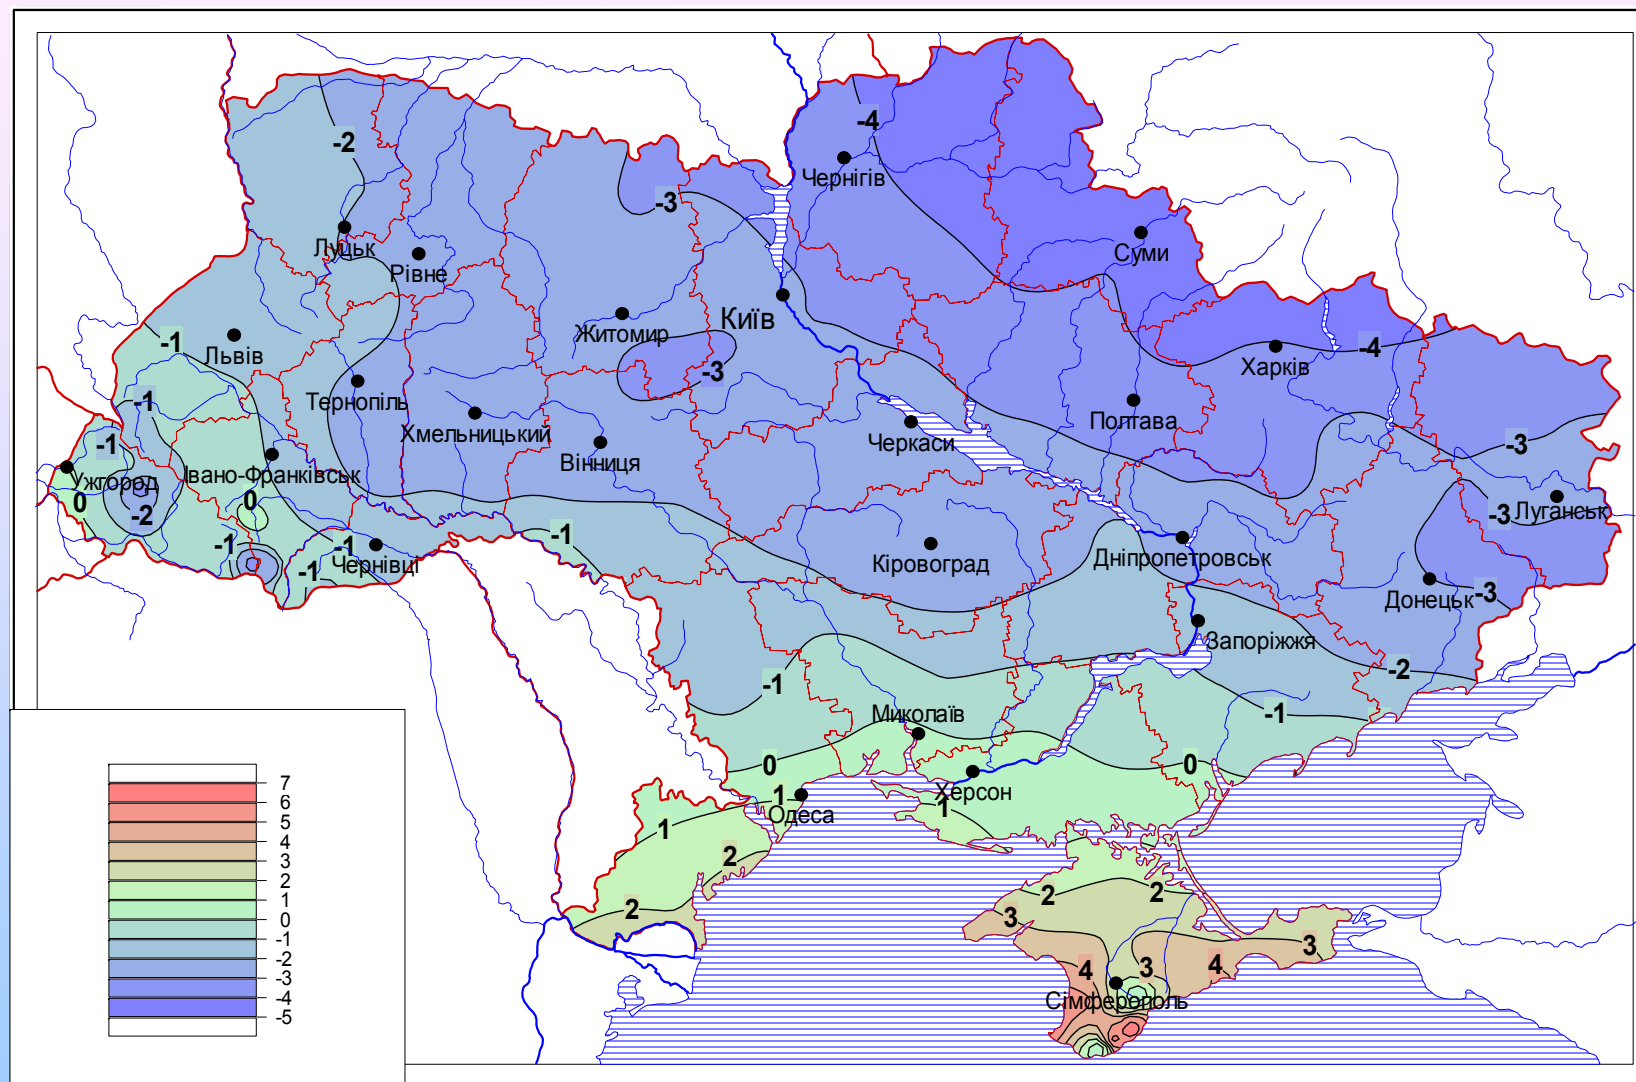 -4
Чернігів
-2
-3
Луцьк
Суми
Рівне
Житомир
Київ
-1
Львів
-4
Харків
-3
-1
Тернопіль
Полтава
Хмельницький
Черкаси
-1
-3
Вінниця
Івано-Франківськ
Ужгород
0
0
-2
-3
Луганськ
-1
-1
-1
Чернівці
-1
Кіровоград
Дніпропетровськ
Донецьк
-3
Запоріжжя
-2
-1
Миколаїв
-1
0
0
1
Одеса
Херсон
1
1
2
2
2
2
3
3
4
3
4
Сімферополь
7
6
5
4
3
2
1
0
-1
-2
-3
-4
-5